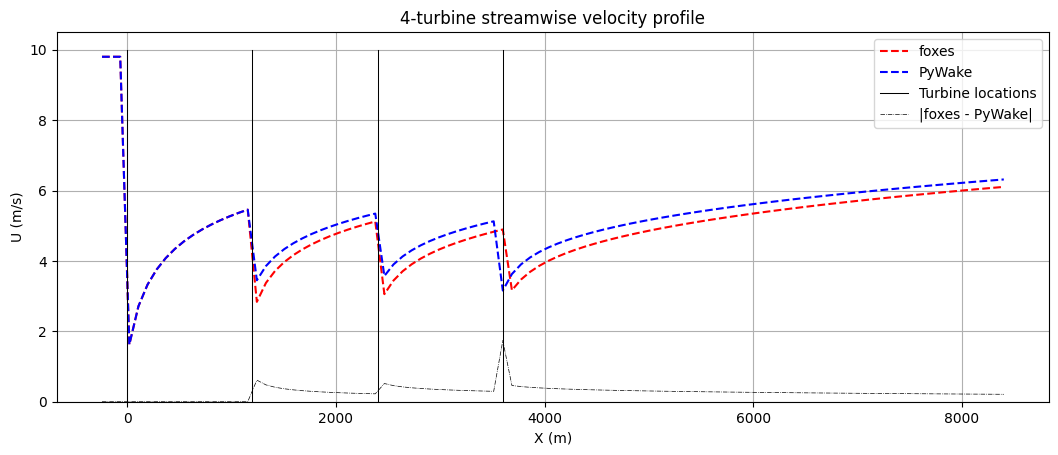 4-turbine streamwise velocity profile
foxes
PyWake
Turbine locations
|foxes - PyWake|
U (m/s)
10
8
6
4
2
0
0
2000
4000
6000
8000
X (m)